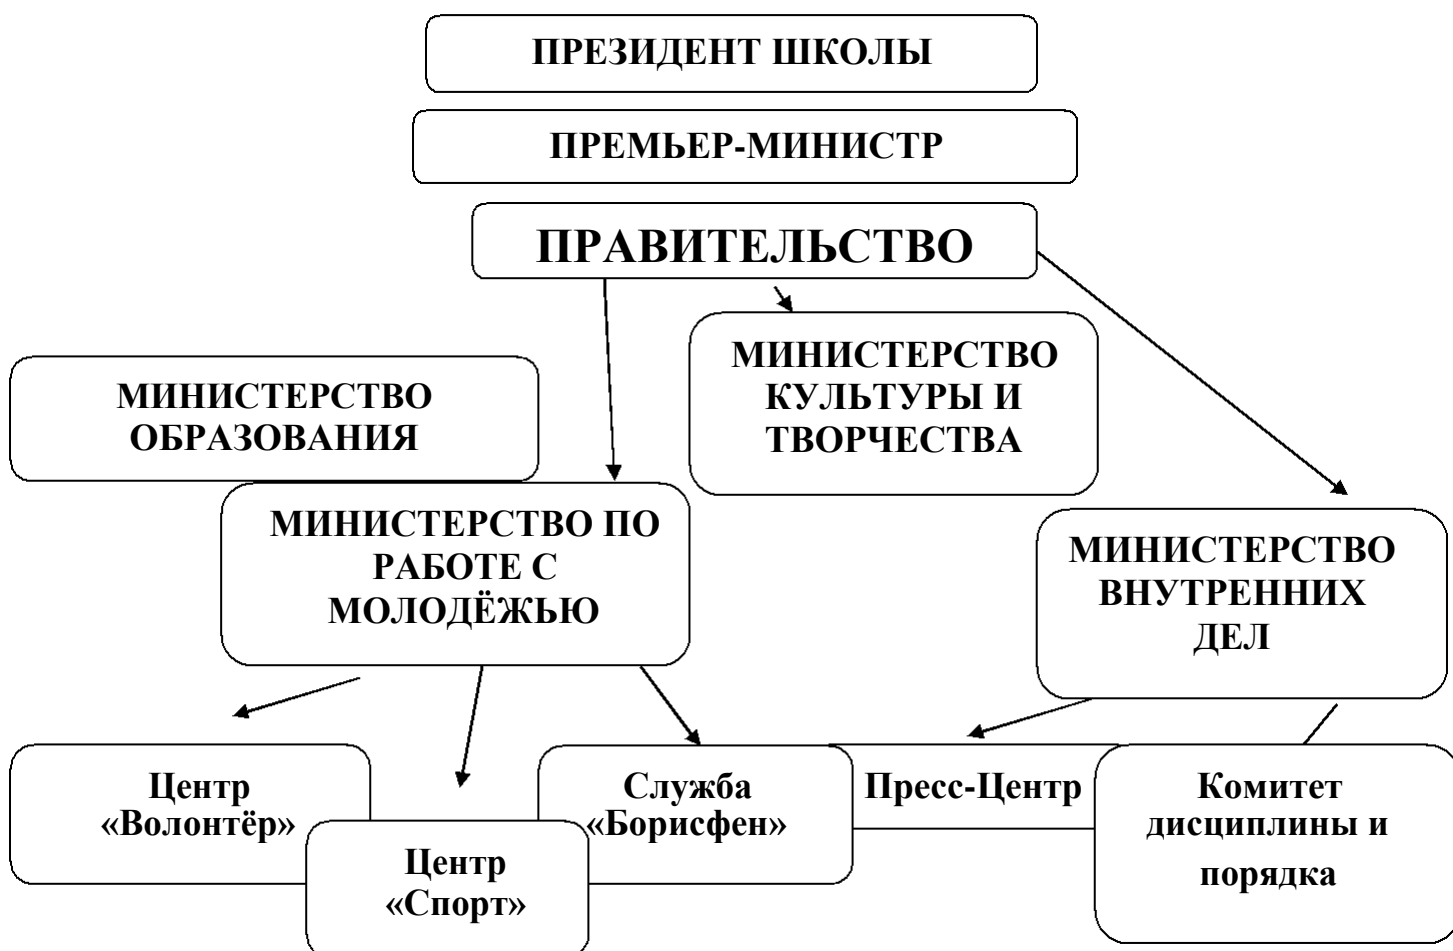 ПРЕЗИДЕНТ ШКОЛЫ
ПРЕМЬЕР-МИНИСТР
ПРАВИТЕЛЬСТВО
МИНИСТЕРСТВО
ОБРАЗОВАНИЯ
МИНИСТЕРСТВО
КУЛЬТУРЫ И
ТВОРЧЕСТВА
МИНИСТЕРСТВО ПО
РАБОТЕ С
МОЛОДЁЖЬЮ
МИНИСТЕРСТВО
ВНУТРЕННИХ
ДЕЛ
Центр
«Волонтёр»
Центр
«Спорт»
Служба
«Борисфен»
Пресс-Центр
Комитет
дисциплины и
порядка